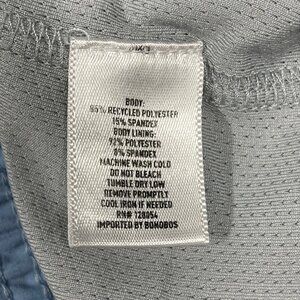 BODY:
85% RECYCLED POLYESTER
15% SPANDEX
BODY LINING:
92% POLYESTER
8% SPANDEX
MACHINE WASH COLD
DO NOT BLEACH
TUMBLE DRY LOW
REMOVE PROMPTLY
COOL IRON IF NEEDED
RN# 128054
IMPORTED BY BONOBOS